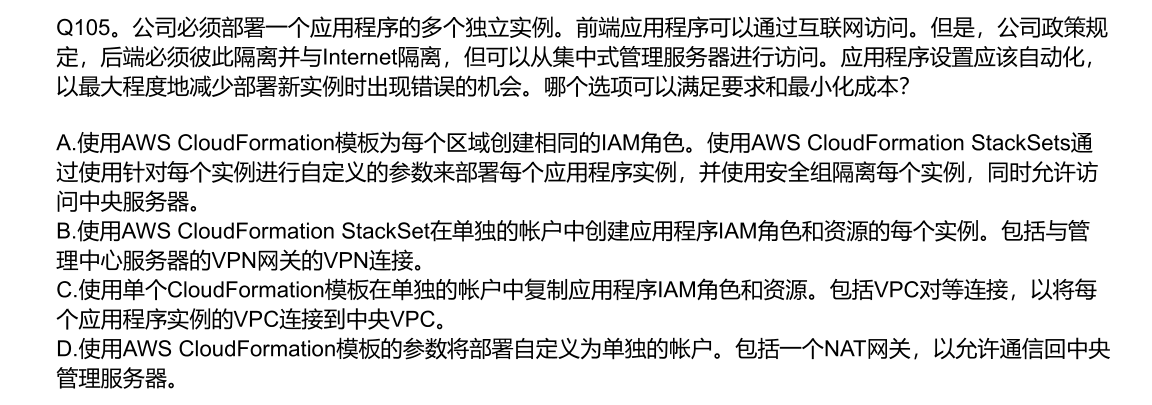 Q105。公司必须部署一个应用程序的多个独立实例。前端应用程序可以通过互联网访问。但是，公司政策规
定，后端必须彼此隔离并与Internet隔离，但可以从集中式管理服务器进行访问。应用程序设置应该自动化，
以最大程度地减少部署新实例时出现错误的机会。哪个选项可以满足要求和最小化成本？
A.使用AWS CloudFormation模板为每个区域创建相同的IAM角色。使用AWS CloudFormation StackSets通
过使用针对每个实例进行自定义的参数来部署每个应用程序实例，并使用安全组隔离每个实例，同时允许访
问中央服务器。
B.使用AWS CloudFormation StackSet在单独的帐户中创建应用程序IAM角色和资源的每个实例。包括与管
理中心服务器的VPN网关的VPN连接。
C.使用单个CloudFormation模板在单独的帐户中复制应用程序IAM角色和资源。包括VPC对等连接，以将每
个应用程序实例的VPC连接到中央VPC。
D.使用AWS CloudFormation模板的参数将部署自定义为单独的帐户。包括一个NAT网关，以允许通信回中央
管理服务器。